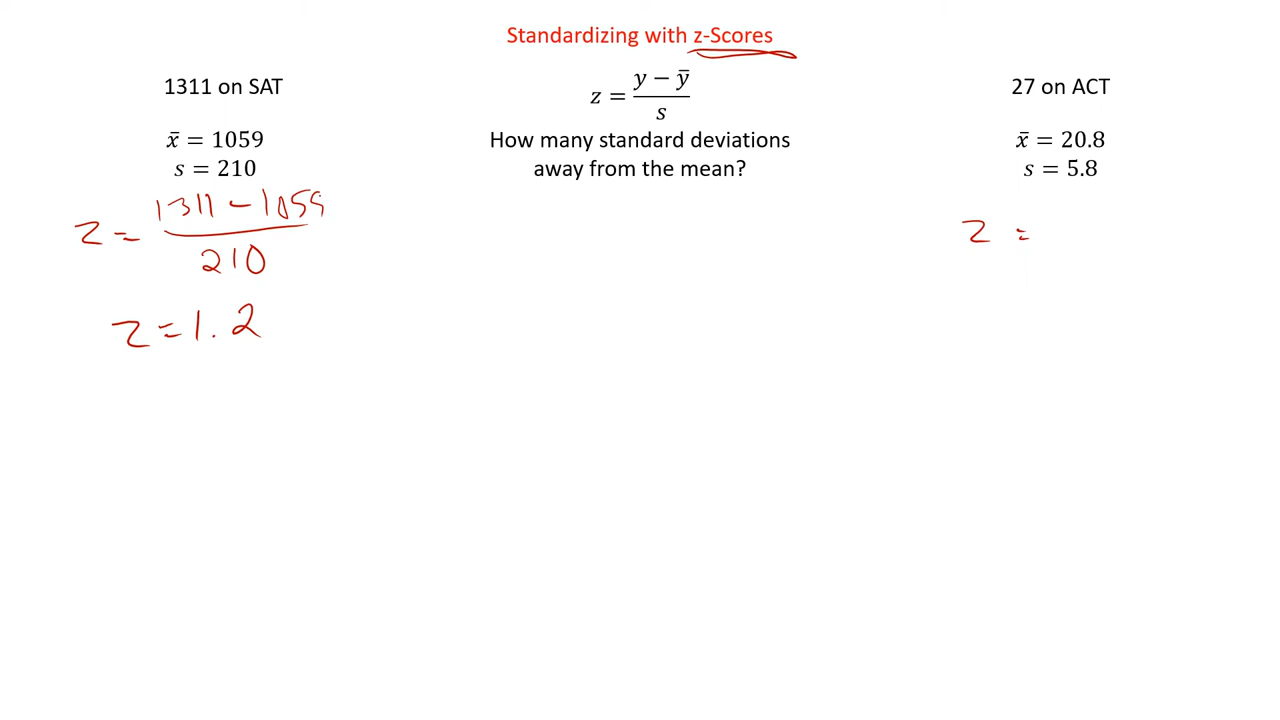 Standardizing with z-Scores
1311 on SAT
x̄ = 1059
s = 210
z = 1311 − 1059 / 210
z = 1.2
z = y − ȳ / s
How many standard deviations
away from the mean?
27 on ACT
x̄ = 20.8
s = 5.8
z =